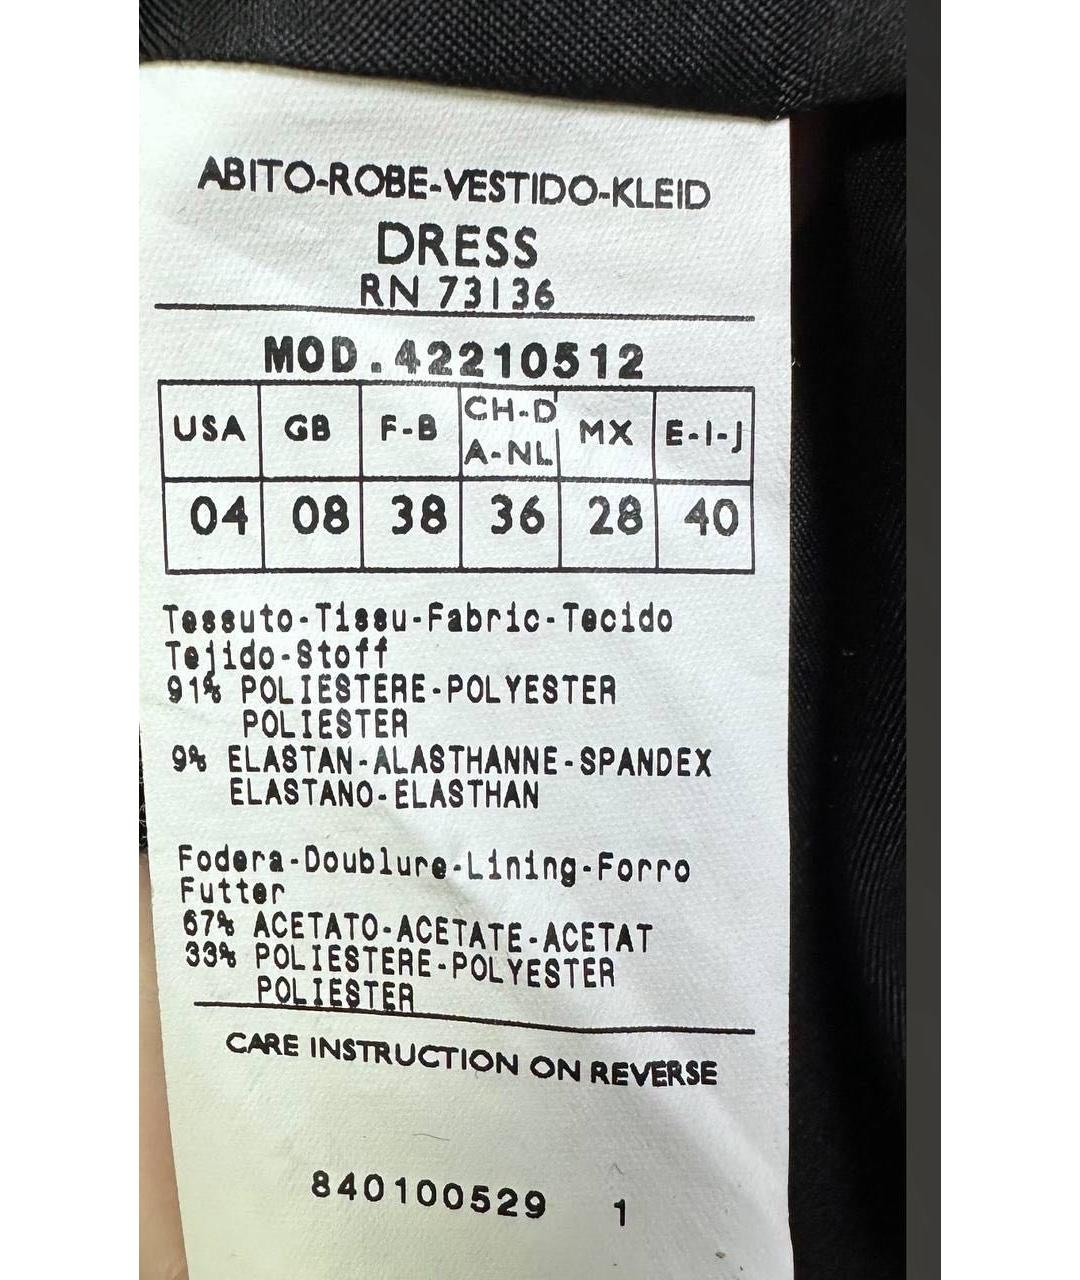 ABITO-ROBE-VESTIDO-KLEID
DRESS
RN 73136
MOD.42210512
USA GB F-B CH-D A-NL MX E-I-J
04 08 38 36 28 40
Tessuto-Tissu-Fabric-Tecido
Tejido-Stoff
91% POLIESTERE-POLYESTER
POLIESTER
9% ELASTAN-ALASTHANNE-SPANDEX
ELASTANO-ELASTHAN
Fodera-Doublure-Lining-Forro
Futter
67% ACETATO-ACETATE-ACETAT
33% POLIESTERE-POLYESTER
POLIESTER
CARE INSTRUCTION ON REVERSE
840100529 1